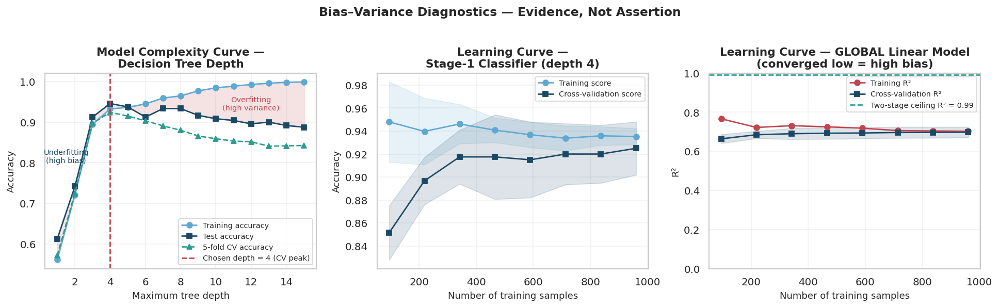 Bias–Variance Diagnostics — Evidence, Not Assertion
Model Complexity Curve —
Decision Tree Depth
Accuracy
1.0
0.9
0.8
0.7
0.6
Underfitting
(high bias)
Overfitting
(high variance)
Training accuracy
Test accuracy
5-fold CV accuracy
Chosen depth = 4 (CV peak)
2 4 6 8 10 12 14
Maximum tree depth
Learning Curve —
Stage-1 Classifier (depth 4)
Accuracy
0.98
0.96
0.94
0.92
0.90
0.88
0.86
0.84
Training score
Cross-validation score
200 400 600 800 1000
Number of training samples
Learning Curve — GLOBAL Linear Model
(converged low = high bias)
R²
1.0
0.8
0.6
0.4
0.2
0.0
Training R²
Cross-validation R²
Two-stage ceiling R² = 0.99
200 400 600 800 1000
Number of training samples